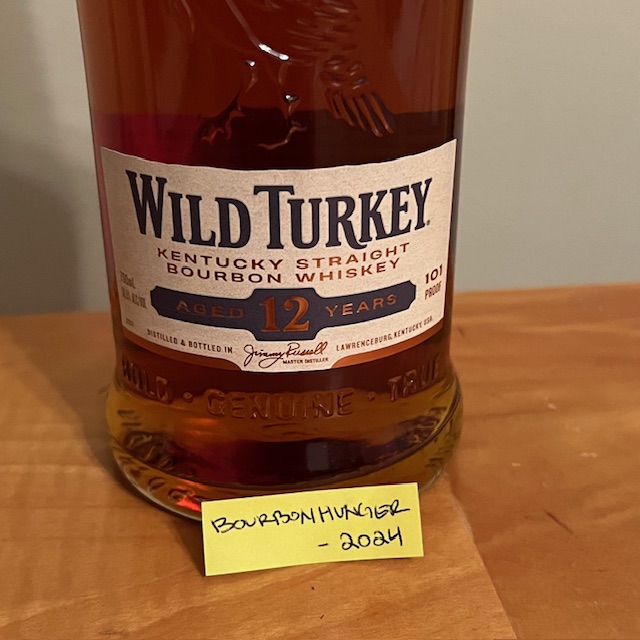 WILD TURKEY
KENTUCKY STRAIGHT
BOURBON WHISKEY
AGED 12 YEARS
101
PROOF
DISTILLED & BOTTLED IN
Jimmy Russell
MASTER DISTILLER
LAWRENCEBURG, KENTUCKY, USA
WILD · GENUINE · TRUE
BOURBONHUNGER
- 2024